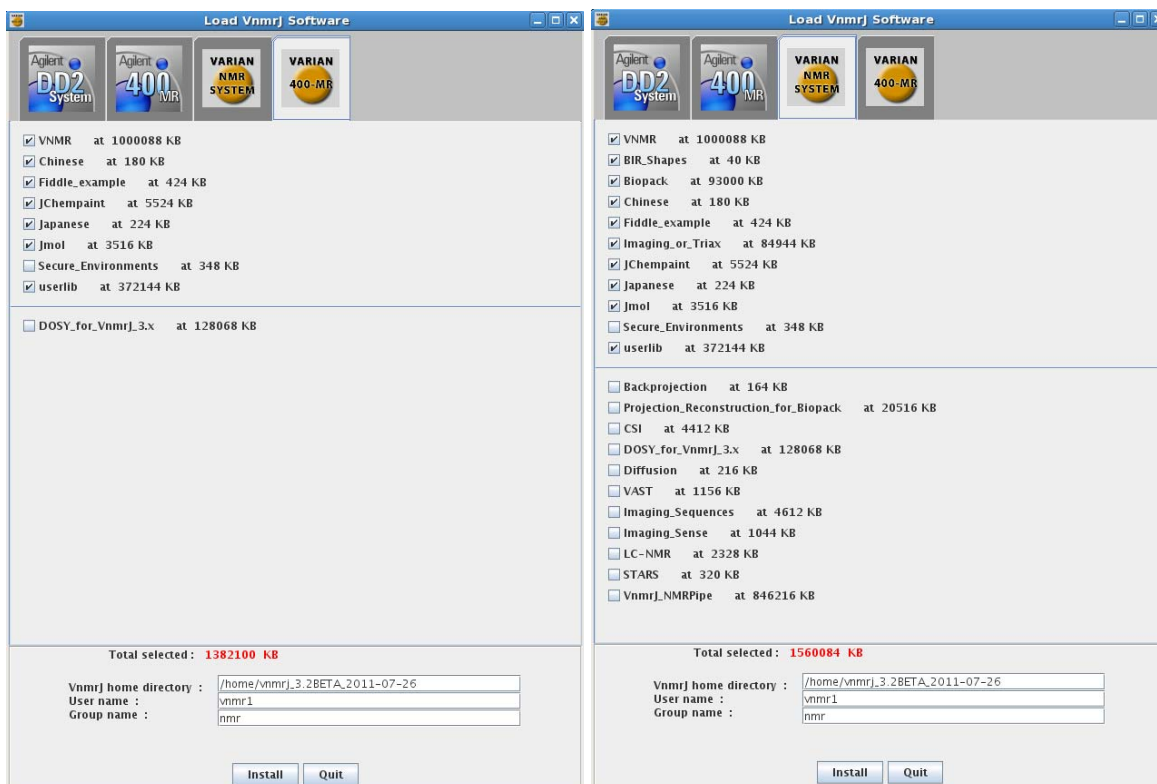 Load VnmrJ Software
Agilent DD2 System
Agilent 400 MR
VARIAN NMR SYSTEM
VARIAN 400-MR
VNMR at 1000088 KB
Chinese at 180 KB
Fiddle_example at 424 KB
JChempaint at 5524 KB
Japanese at 224 KB
Jmol at 3516 KB
Secure_Environments at 348 KB
userlib at 372144 KB
DOSY_for_VnmrJ_3.x at 128068 KB
Total selected : 1382100 KB
VnmrJ home directory : /home/vnmrj_3.2BETA_2011-07-26
User name : vnmr1
Group name : nmr
Install Quit
Load VnmrJ Software
Agilent DD2 System
Agilent 400 MR
VARIAN NMR SYSTEM
VARIAN 400-MR
VNMR at 1000088 KB
BIR_Shapes at 40 KB
Biopack at 93000 KB
Chinese at 180 KB
Fiddle_example at 424 KB
Imaging_or_Triax at 84944 KB
JChempaint at 5524 KB
Japanese at 224 KB
Jmol at 3516 KB
Secure_Environments at 348 KB
userlib at 372144 KB
Backprojection at 164 KB
Projection_Reconstruction_for_Biopack at 20516 KB
CSI at 4412 KB
DOSY_for_VnmrJ_3.x at 128068 KB
Diffusion at 216 KB
VAST at 1156 KB
Imaging_Sequences at 4612 KB
Imaging_Sense at 1044 KB
LC-NMR at 2328 KB
STARS at 320 KB
VnmrJ_NMRPipe at 846216 KB
Total selected : 1560084 KB
VnmrJ home directory : /home/vnmrj_3.2BETA_2011-07-26
User name : vnmr1
Group name : nmr
Install Quit